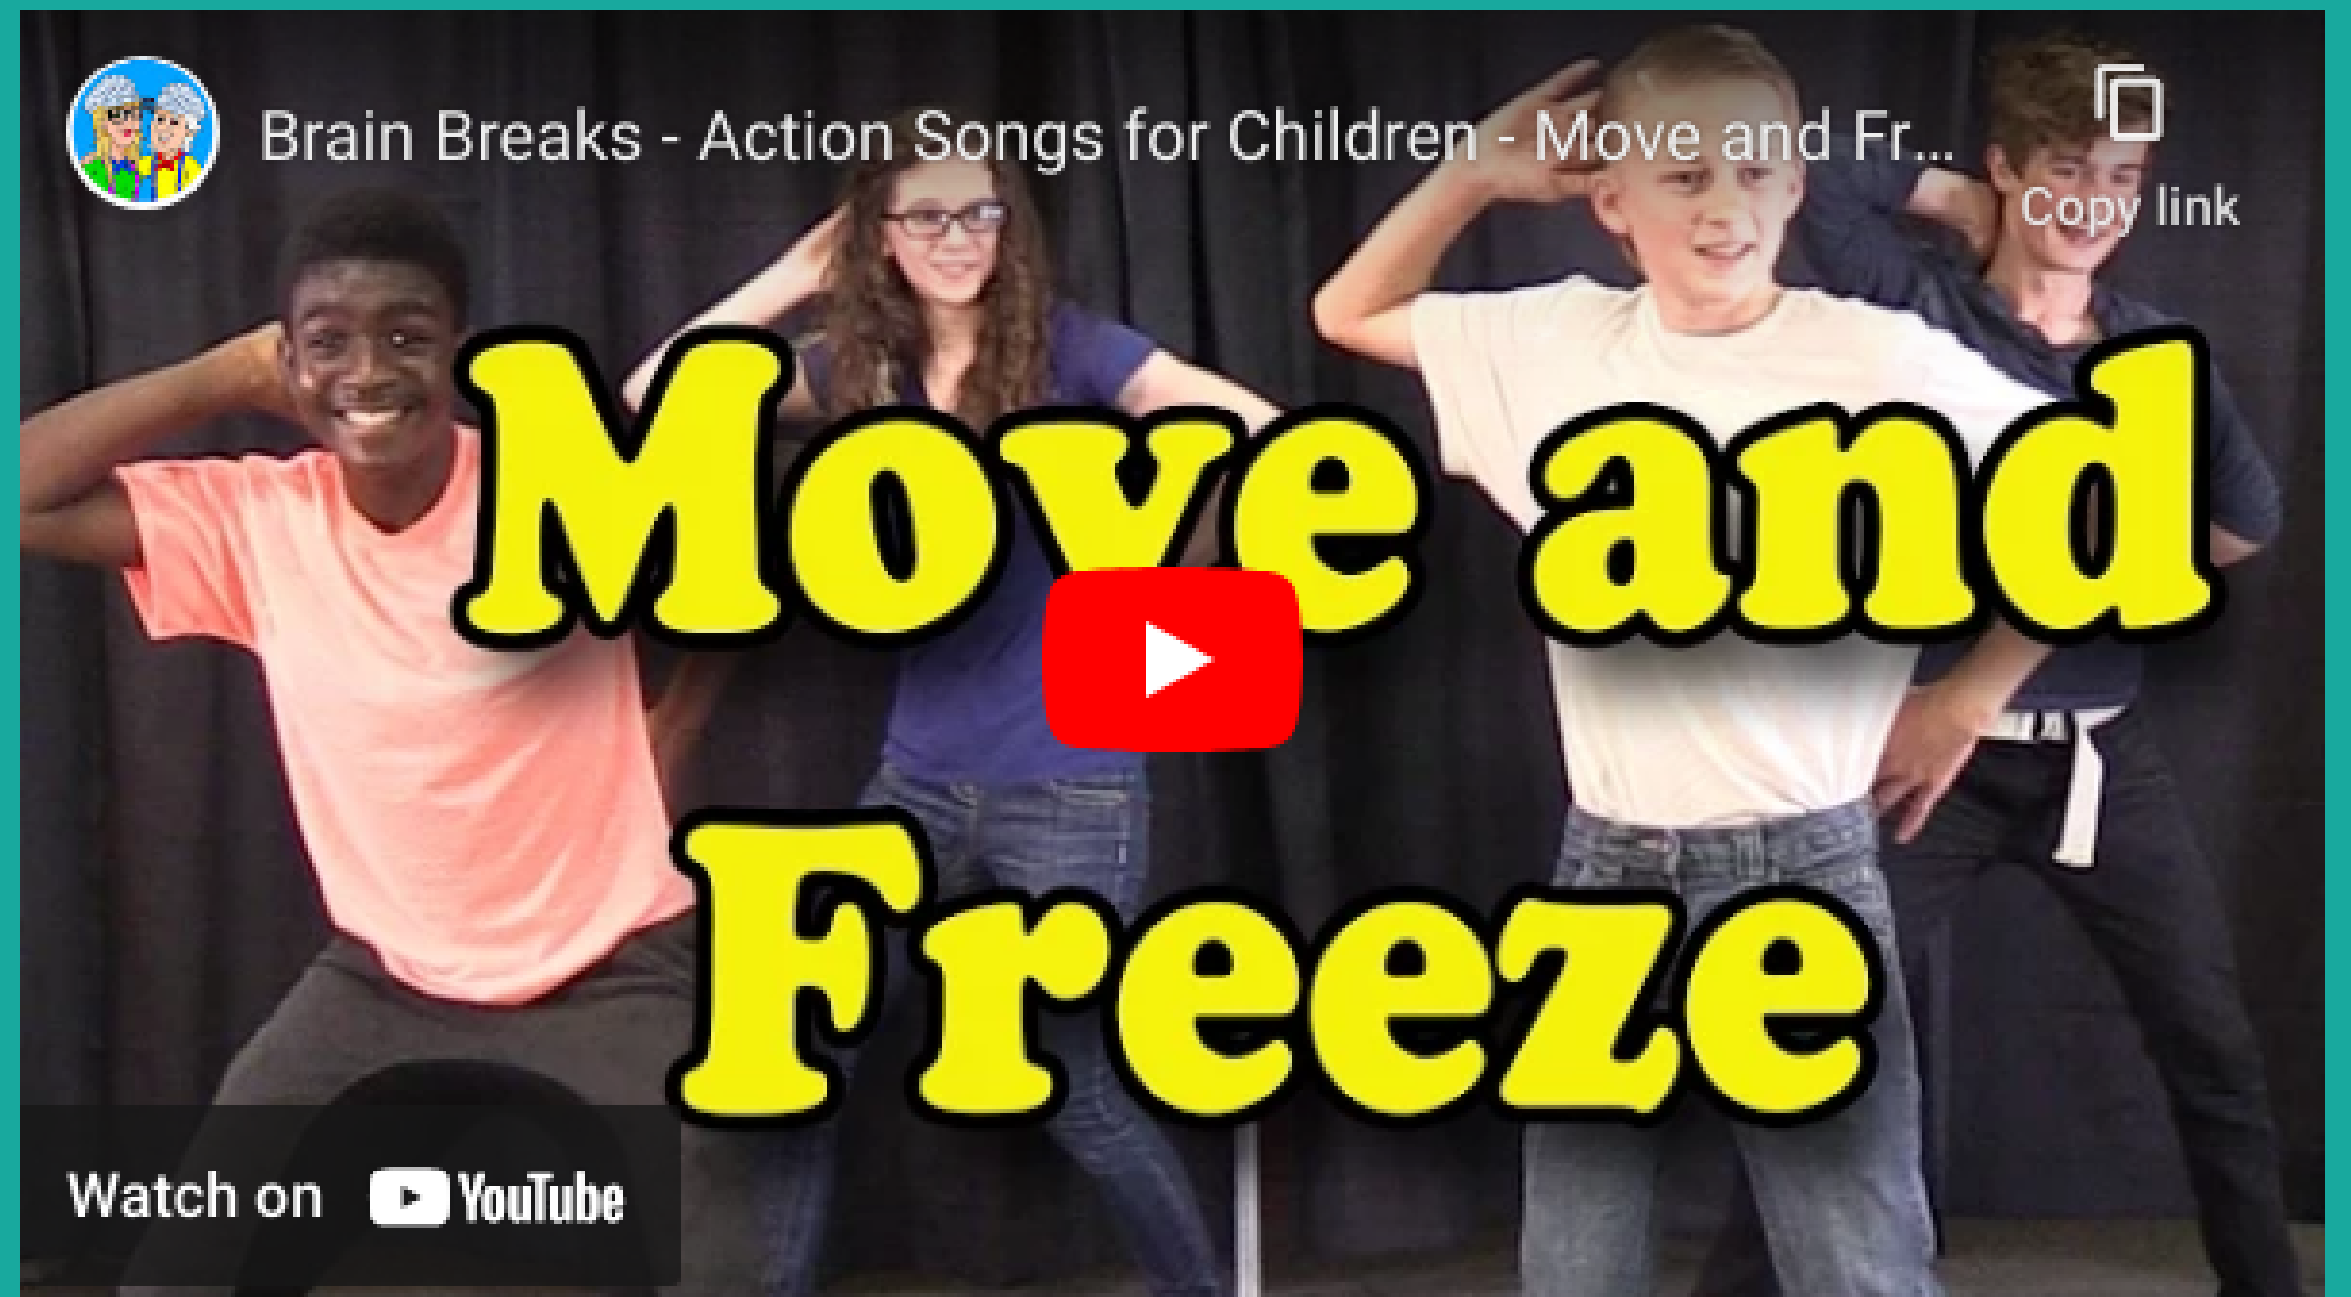 Brain Breaks - Action Songs for Children - Move and Fr...
Copy link
Move and
Freeze
Watch on YouTube